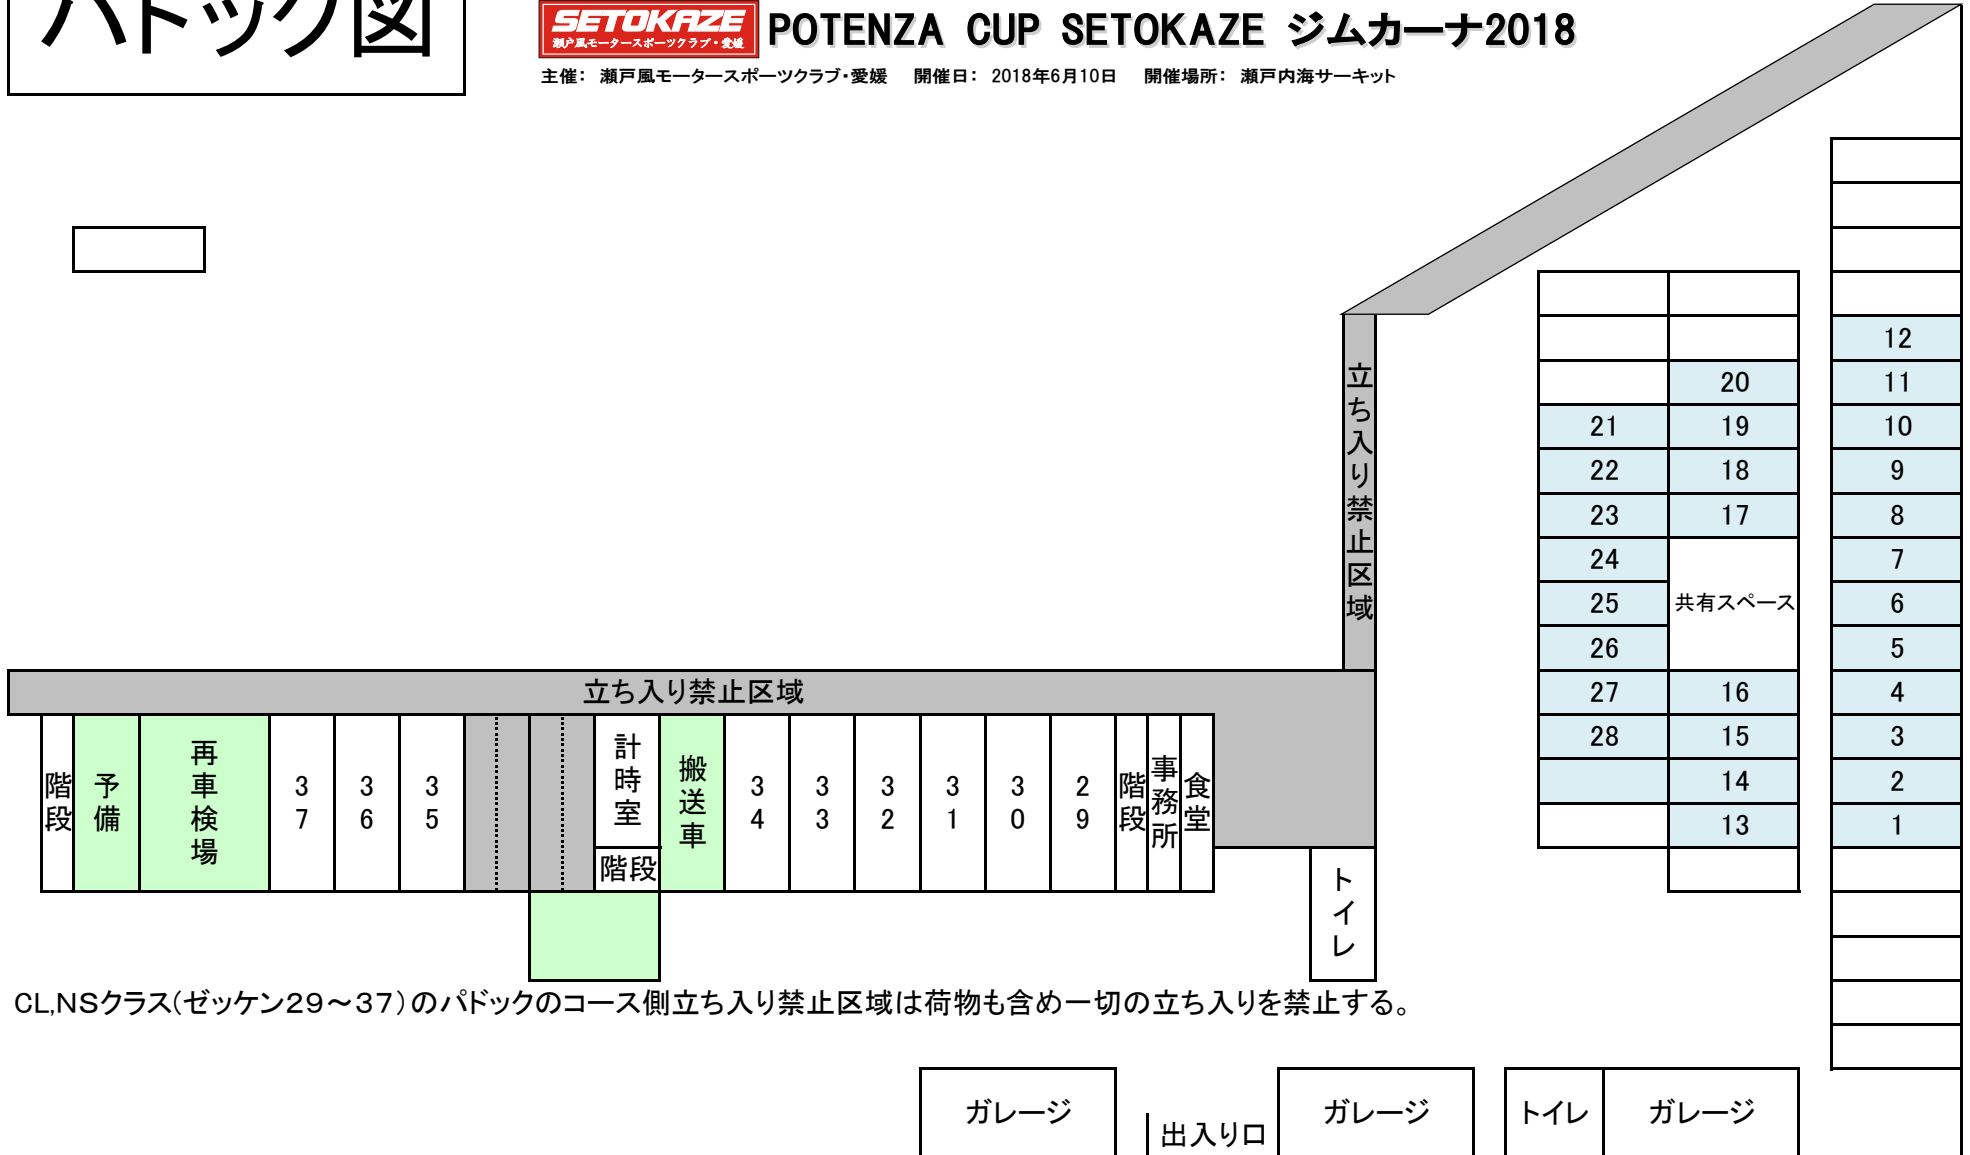 パドック図
SETOKAZE
瀬戸風モータースポーツクラブ・愛媛
POTENZA CUP SETOKAZE ジムカーナ2018
主催： 瀬戸風モータースポーツクラブ・愛媛 開催日： 2018年6月10日 開催場所： 瀬戸内海サーキット
12
20 11
21 19 10
22 18 9
23 17 8
24 7
25 共有スペース 6
26 5
27 16 4
28 15 3
14 2
13 1
立ち入り禁止区域
立ち入り禁止区域
階段
予備
再車検場
37
36
35
計時室
階段
搬送車
34
33
32
31
30
29
階段
事務所
食堂
トイレ
CL,NSクラス(ゼッケン29～37)のパドックのコース側立ち入り禁止区域は荷物も含め一切の立ち入りを禁止する。
ガレージ
出入り口
ガレージ
トイレ
ガレージ